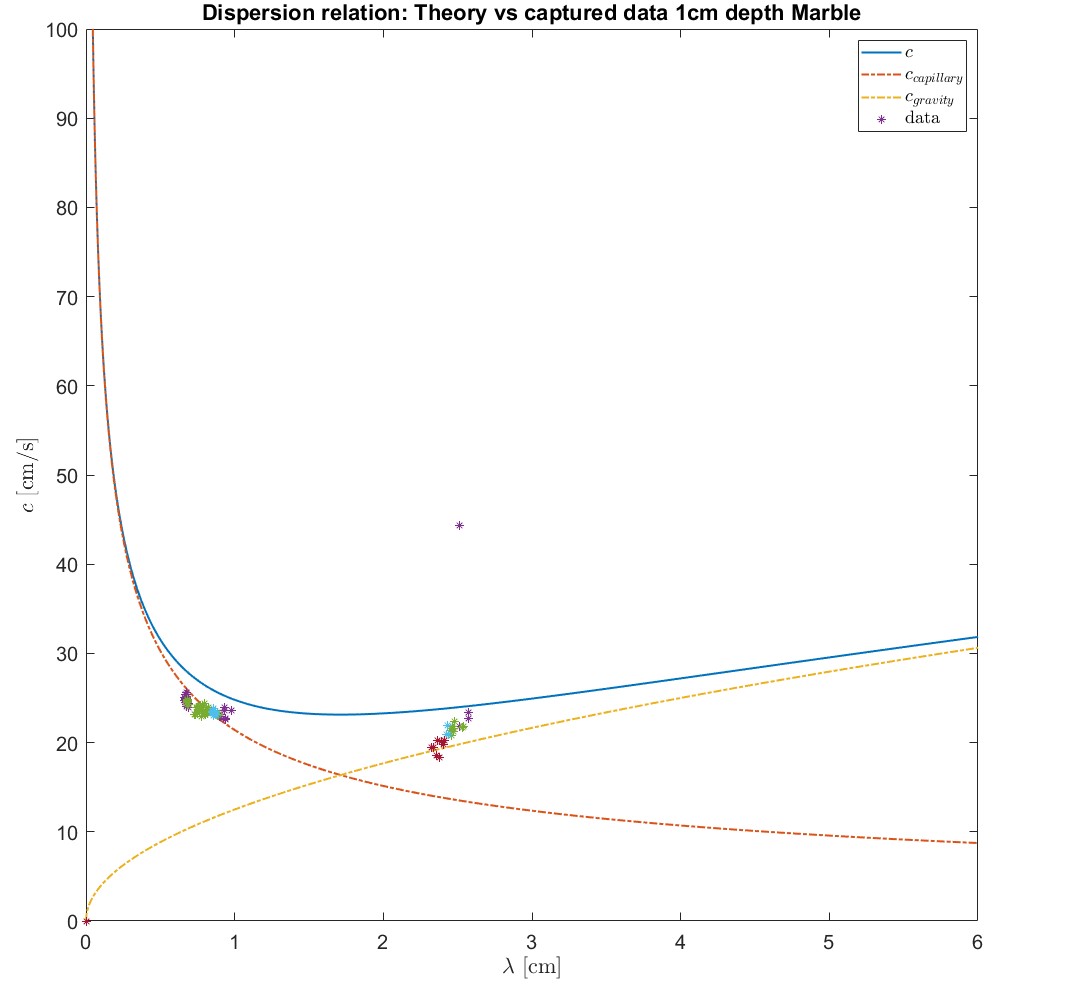 Dispersion relation: Theory vs captured data 1cm depth Marble
100
90
80
70
60
50
40
30
20
10
0
c [cm/s]
c
c_capillary
c_gravity
data
0 1 2 3 4 5 6
λ [cm]